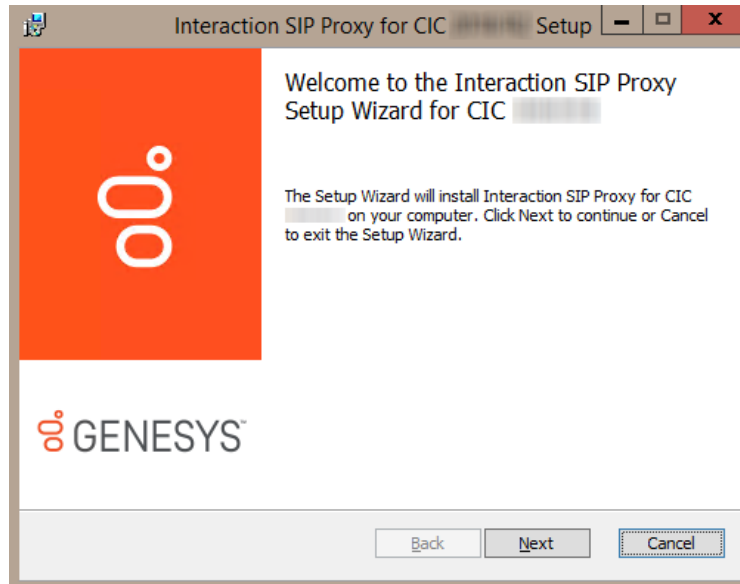 Interaction SIP Proxy for CIC Setup
Welcome to the Interaction SIP Proxy
Setup Wizard for CIC
The Setup Wizard will install Interaction SIP Proxy for CIC
on your computer. Click Next to continue or Cancel
to exit the Setup Wizard.
GENESYS™
Back Next Cancel